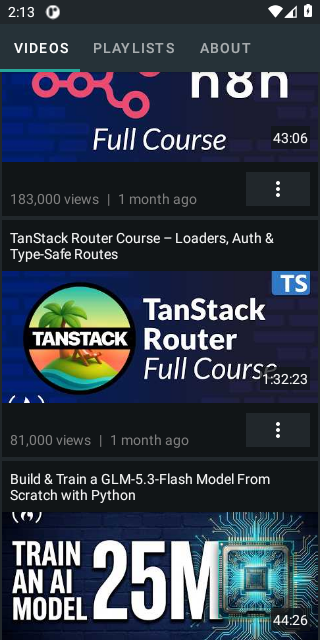 2:13
VIDEOS
PLAYLISTS
ABOUT
n8n
Full Course
43:06
183,000 views | 1 month ago
TanStack Router Course – Loaders, Auth &
Type-Safe Routes
TS
TanStack
Router
Full Course
TANSTACK
1:32:23
81,000 views | 1 month ago
Build & Train a GLM-5.3-Flash Model From
Scratch with Python
TRAIN
AN AI
MODEL
25M
44:26